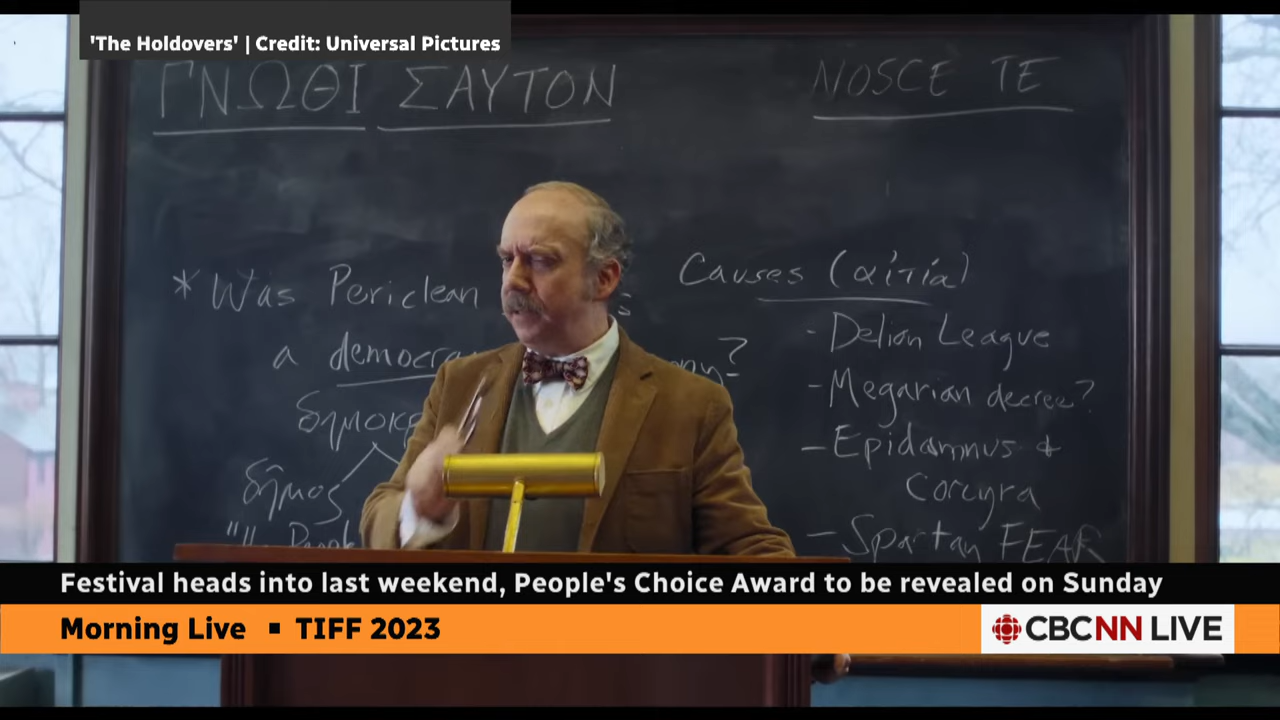 'The Holdovers' | Credit: Universal Pictures
ΓΝΩΘΙ ΣΑΥΤΟΝ
NOSCE TE
* Was Periclean
a
δῆμος
Causes (αἰτία)
- Delian League
- Megarian decree?
- Epidamnus &
Corcyra
- Spartan FEAR
Festival heads into last weekend, People's Choice Award to be revealed on Sunday
Morning Live ▪ TIFF 2023
CBCNN LIVE